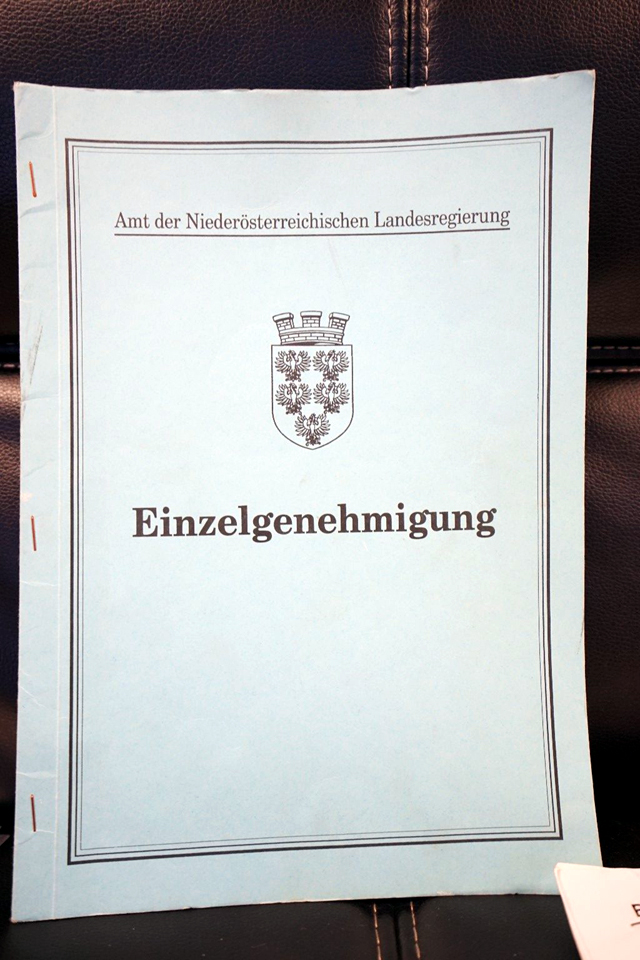 Amt der Niederösterreichischen Landesregierung
Einzelgenehmigung